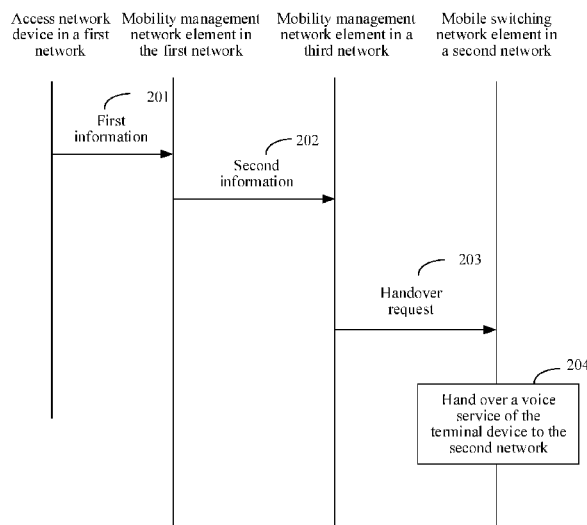 Access network
device in a first
network
Mobility management
network element in
the first network
Mobility management
network element in a
third network
Mobile switching
network element in
a second network
201
First
information
202
Second
information
203
Handover
request
204
Hand over a voice
service of the
terminal device to the
second network